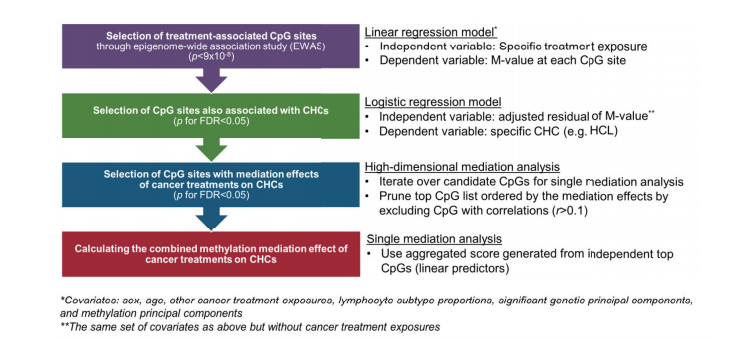 Selection of treatment-associated CpG sites
through epigenome-wide association study (EWAS)
(p<9x10⁻⁸)
Linear regression model*
- Independent variable: Specific treatment exposure
• Dependent variable: M-value at each CpG site
Selection of CpG sites also associated with CHCs
(p for FDR<0.05)
Logistic regression model
• Independent variable: adjusted residual of M-value**
• Dependent variable: specific CHC (e.g. HCL)
Selection of CpG sites with mediation effects
of cancer treatments on CHCs
(p for FDR<0.05)
High-dimensional mediation analysis
• Iterate over candidate CpGs for single mediation analysis
• Prune top CpG list ordered by the mediation effects by
excluding CpG with correlations (r>0.1)
Calculating the combined methylation mediation effect of
cancer treatments on CHCs
Single mediation analysis
• Use aggregated score generated from independent top
CpGs (linear predictors)
*Covariates: sex, age, other cancer treatment exposures, lymphocyte subtype proportions, significant genetic principal components,
and methylation principal components
**The same set of covariates as above but without cancer treatment exposures